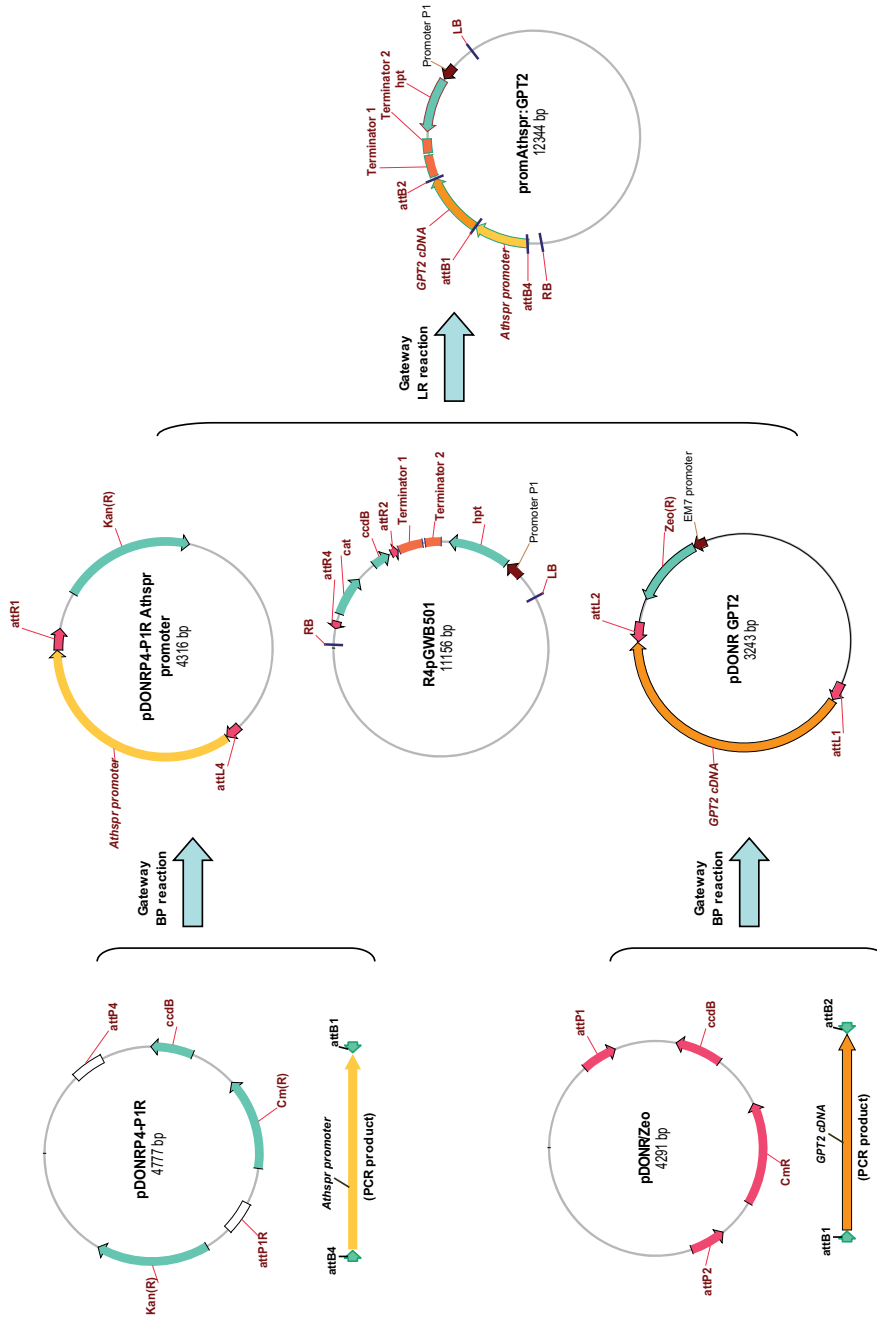 attP4
ccdB
Cm(R)
attP1R
Kan(R)
pDONRP4-P1R
4777 bp
attB4
Athspr promoter
attB1
(PCR product)
Gateway
BP reaction
attR1
Kan(R)
Athspr promoter
attL4
pDONRP4-P1R Athspr
promoter
4316 bp
attP1
ccdB
CmR
attP2
pDONR/Zeo
4291 bp
attB1
GPT2 cDNA
attB2
(PCR product)
Gateway
BP reaction
attL2
Zeo(R)
EM7 promoter
GPT2 cDNA
attL1
pDONR GPT2
3243 bp
RB
attR4
cat
ccdB
attR2
Terminator 1
Terminator 2
hpt
Promoter P1
LB
R4pGWB501
11156 bp
Gateway
LR reaction
LB
Promoter P1
hpt
Terminator 2
Terminator 1
attB2
GPT2 cDNA
attB1
Athspr promoter
attB4
RB
promAthspr:GPT2
12344 bp